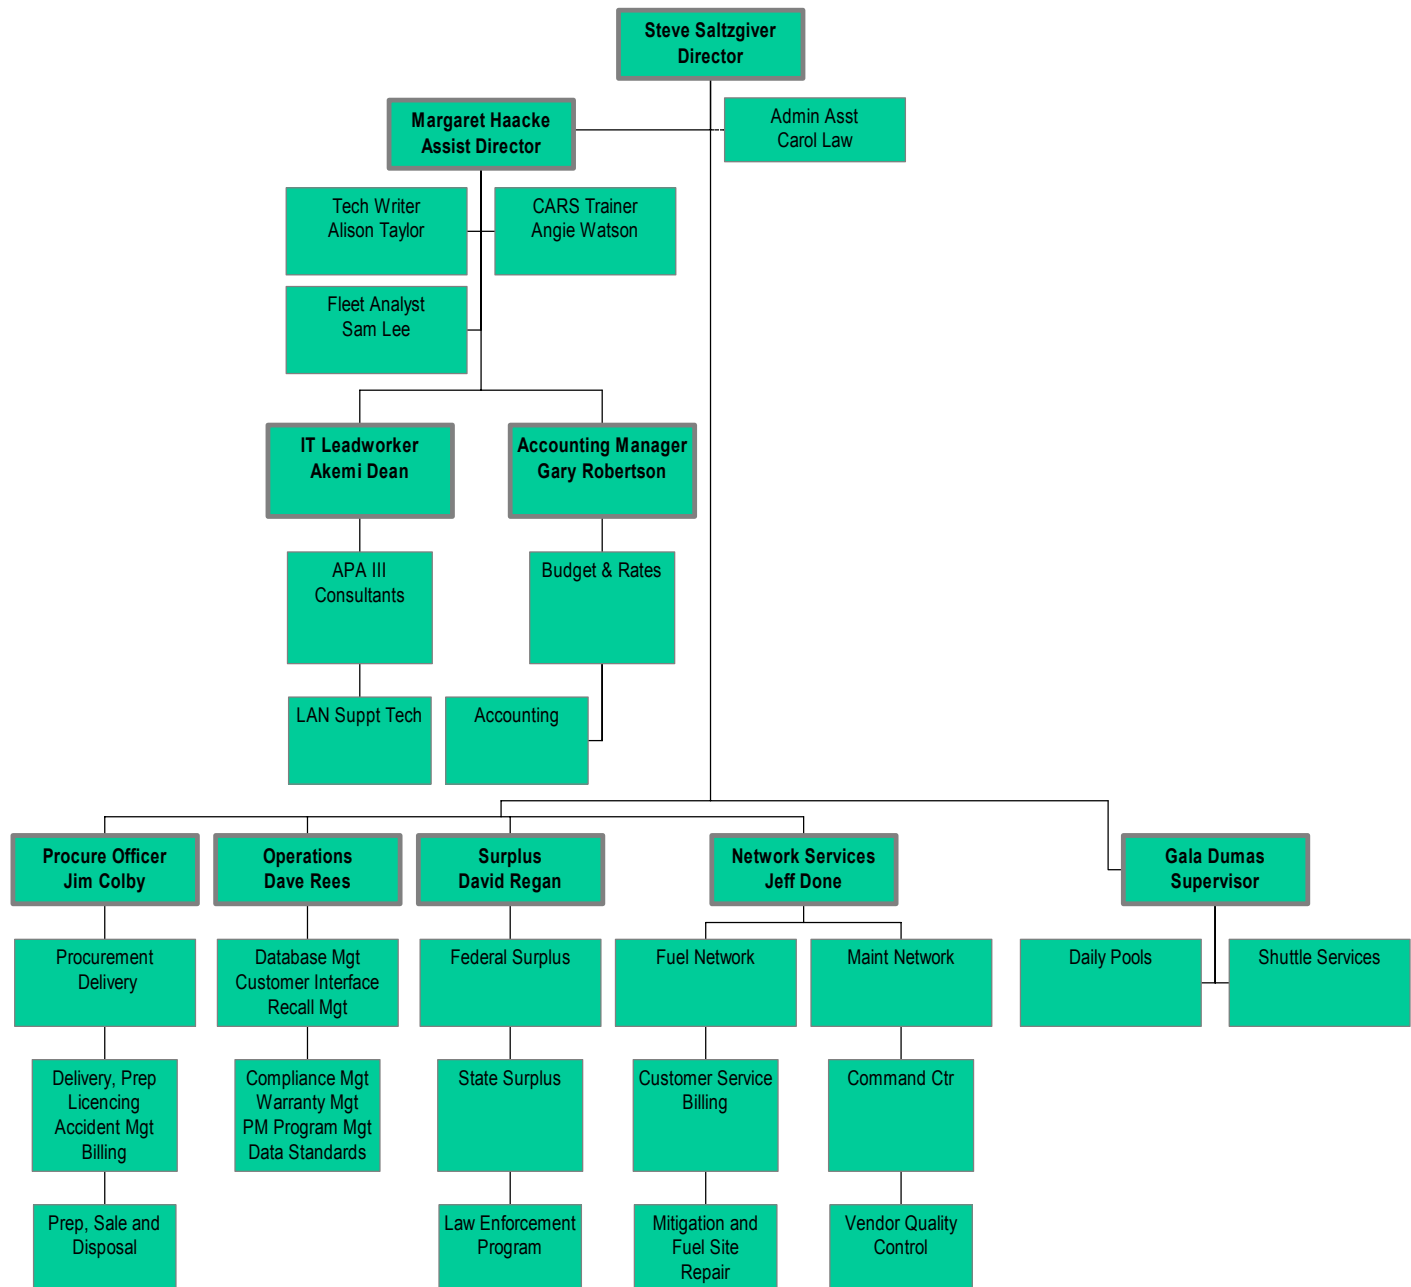 Steve Saltzgiver
Director
Margaret Haacke
Assist Director
Admin Asst
Carol Law
Tech Writer
Alison Taylor
CARS Trainer
Angie Watson
Fleet Analyst
Sam Lee
IT Leadworker
Akemi Dean
Accounting Manager
Gary Robertson
APA III
Consultants
Budget & Rates
LAN Suppt Tech
Accounting
Procure Officer
Jim Colby
Operations
Dave Rees
Surplus
David Regan
Network Services
Jeff Done
Gala Dumas
Supervisor
Procurement
Delivery
Database Mgt
Customer Interface
Recall Mgt
Federal Surplus
Fuel Network
Maint Network
Daily Pools
Shuttle Services
Delivery, Prep
Licencing
Accident Mgt
Billing
Compliance Mgt
Warranty Mgt
PM Program Mgt
Data Standards
State Surplus
Customer Service
Billing
Command Ctr
Prep, Sale and
Disposal
Law Enforcement
Program
Mitigation and
Fuel Site
Repair
Vendor Quality
Control